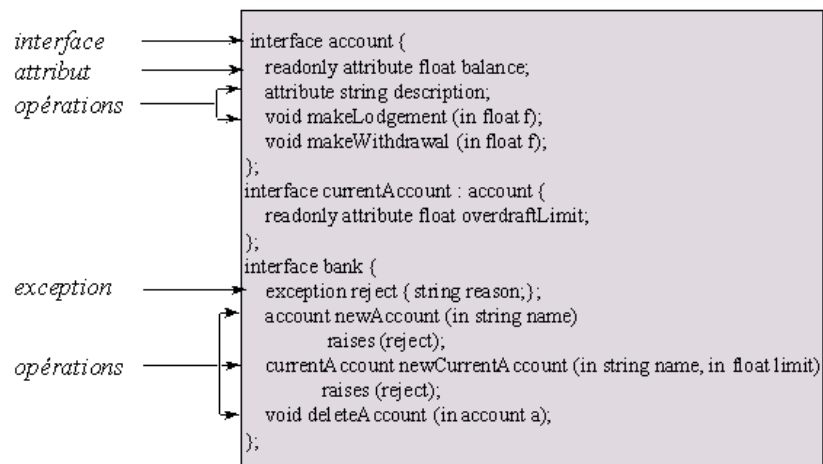 interface
attribut
opérations
exception
opérations
interface account {
readonly attribute float balance;
attribute string description;
void makeLodgement (in float f);
void makeWithdrawal (in float f);
};
interface currentAccount : account {
readonly attribute float overdraftLimit;
};
interface bank {
exception reject { string reason;};
account newAccount (in string name)
raises (reject);
currentAccount newCurrentAccount (in string name, in float limit)
raises (reject);
void deleteAccount (in account a);
};